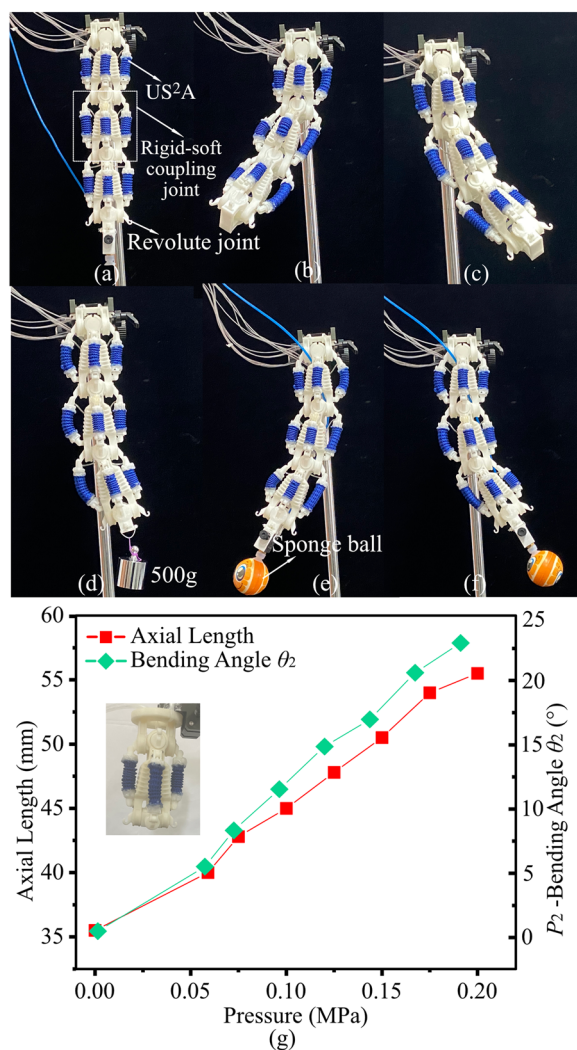 US²A
Rigid-soft
coupling
joint
Revolute joint
(a)
(b)
(c)
500g
Sponge ball
(d)
(e)
(f)
60
55
50
45
40
35
Axial Length (mm)
Axial Length
Bending Angle θ₂
25
20
15
10
5
0
P₂ -Bending Angle θ₂ (°)
0.00
0.05
0.10
0.15
0.20
Pressure (MPa)
(g)